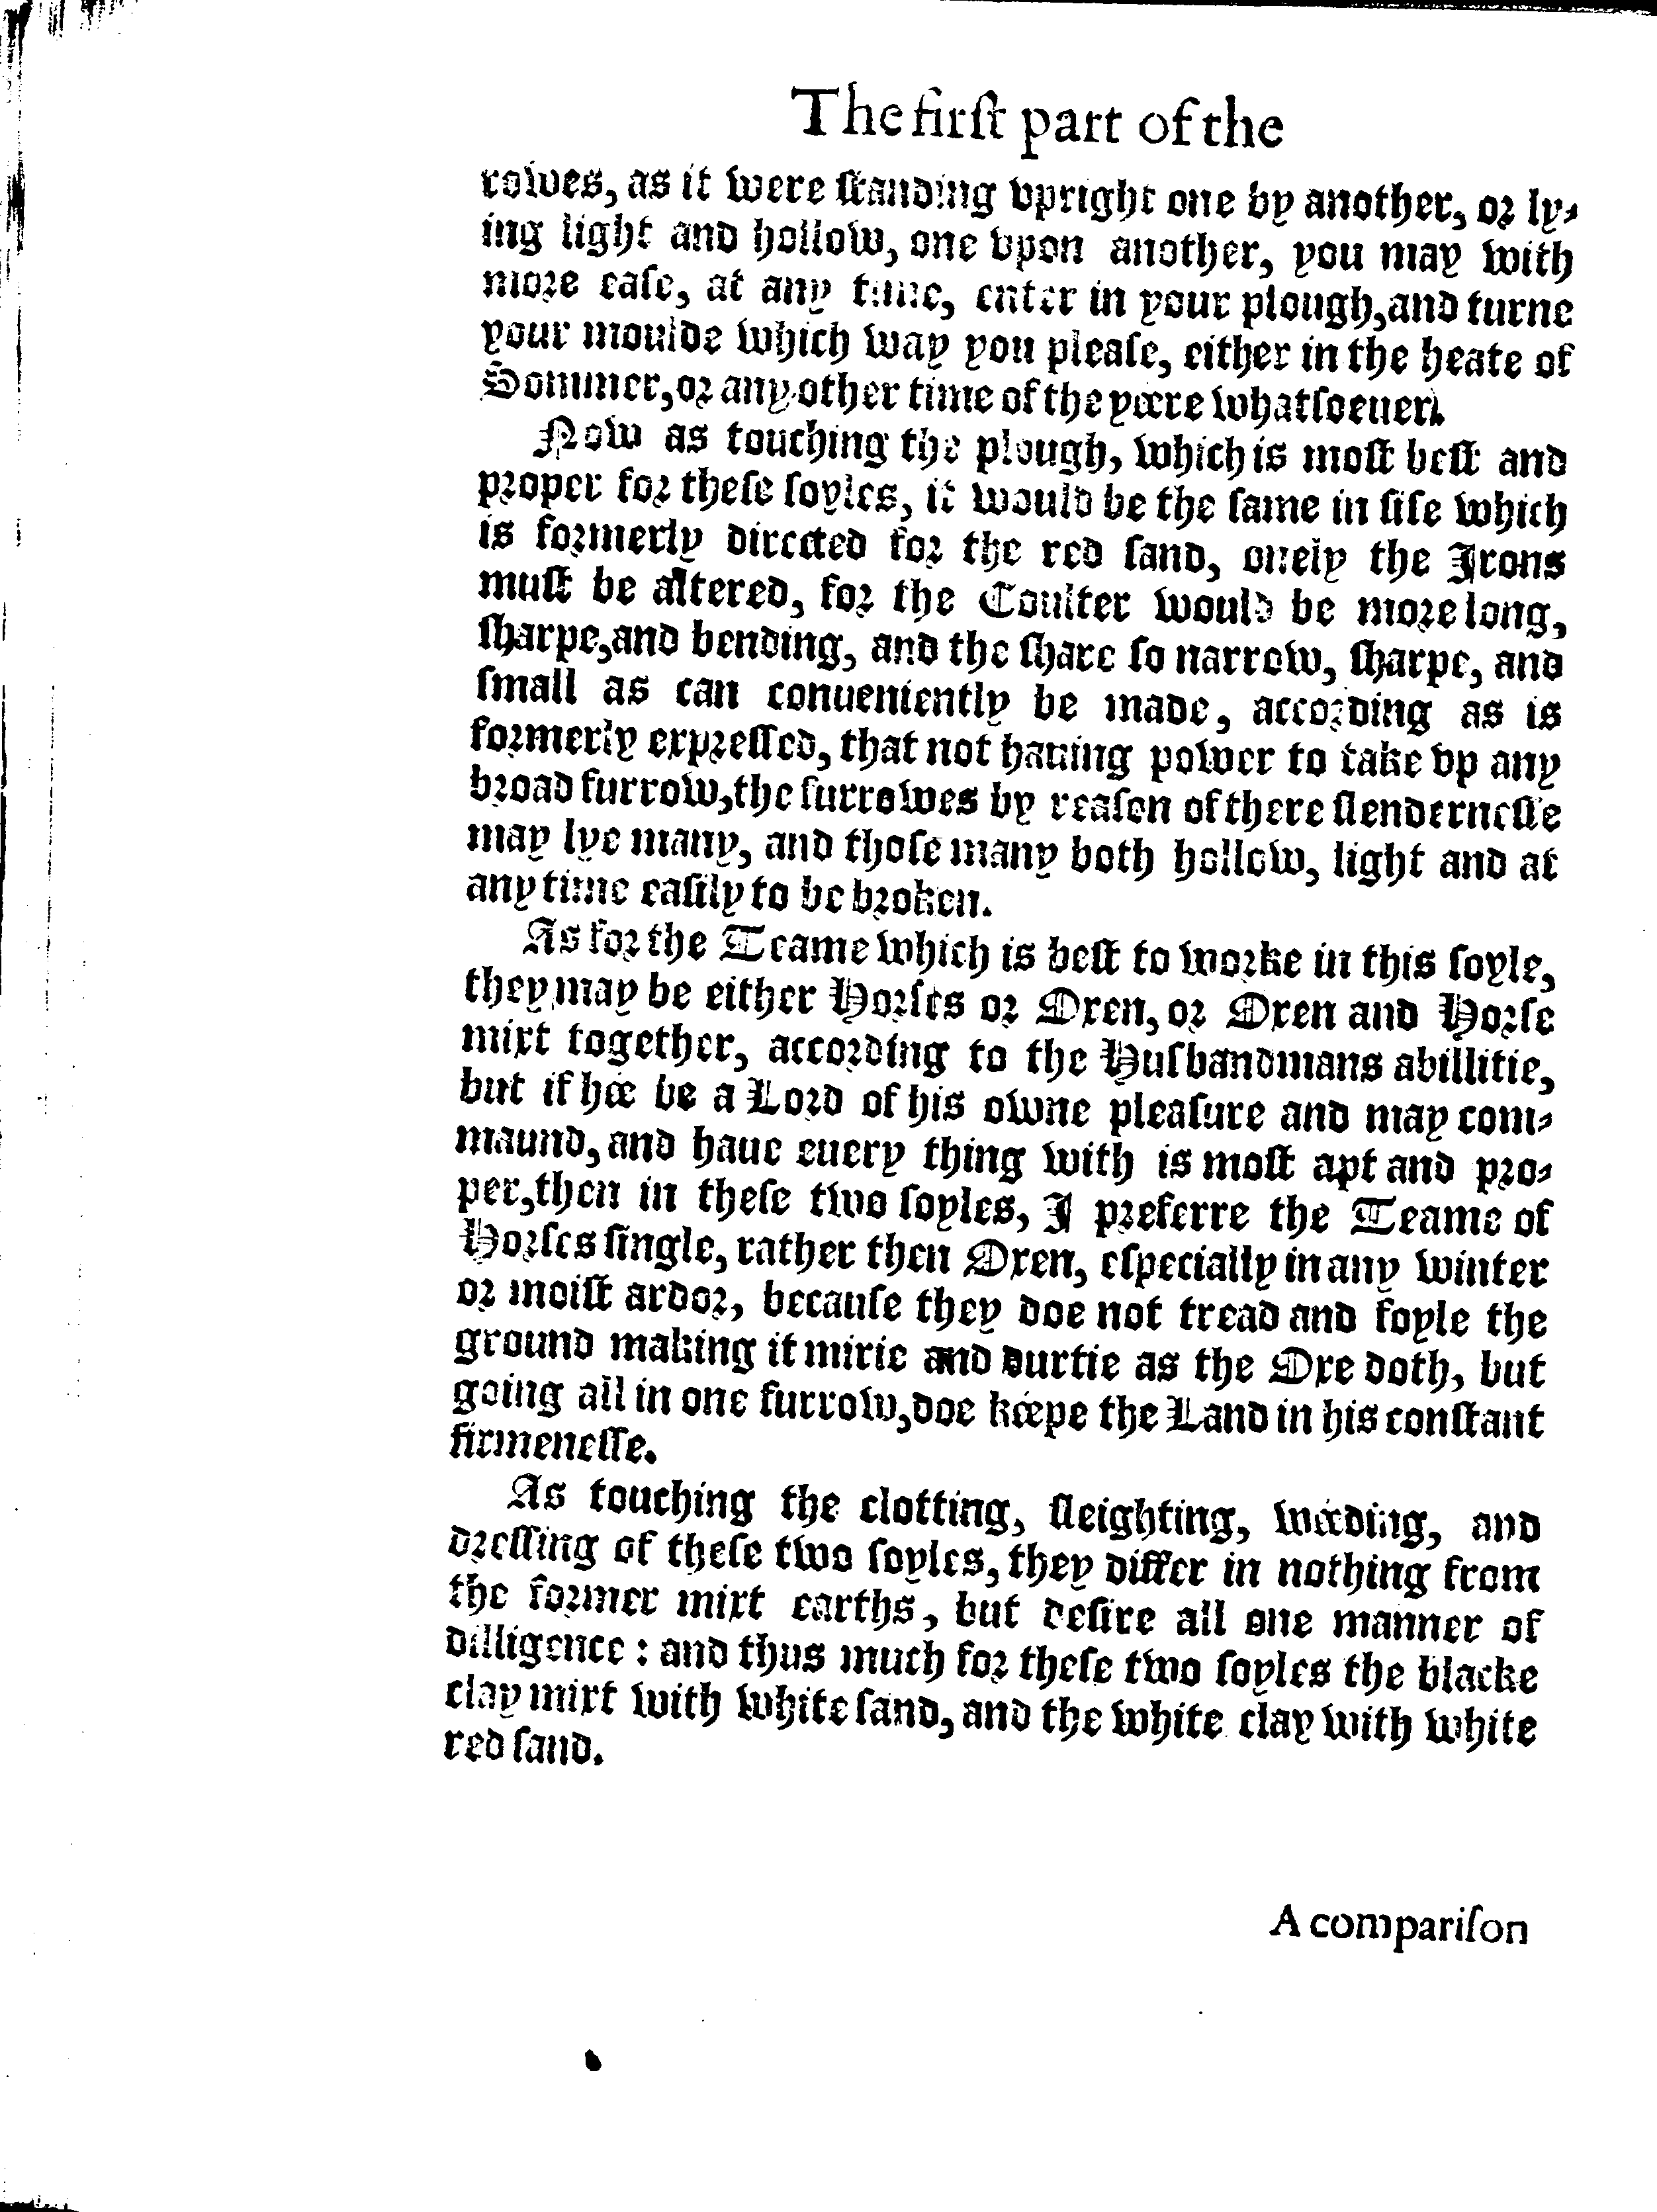 The firſt part of the
rowes, as it were ſtanding vpright one by another, or ly-
ing light and hollow, one vpon another, you may with
more eaſe, at any time, enter in your plough, and turne
your moulde which way you pleaſe, either in the heate of
Sommer, or any other time of the yéere whatſoeuer.
Now as touching the plough, which is moſt beſt and
proper for theſe ſoyles, it would be the ſame in ſiſe which
is formerly directed for the red ſand, onely the Irons
muſt be altered, for the Coulter would be more long,
ſharpe, and bending, and the ſhare ſo narrow, ſharpe, and
ſmall as can conueniently be made, according as is
formerly expreſſed, that not hauing power to take vp any
broad furrow, the furrowes by reaſon of there ſlenderneſſe
may lye many, and thoſe many both hollow, light and at
any time eaſily to be broken.
As for the Teame which is beſt to worke in this ſoyle,
they may be either Horſes or Oxen, or Oxen and Horſe
mixt together, according to the Huſbandmans abillitie,
but if hée be a Lord of his owne pleaſure and may com-
maund, and haue euery thing with is moſt apt and pro-
per, then in theſe two ſoyles, I preferre the Teame of
Horſes ſingle, rather then Oxen, eſpecially in any winter
or moiſt ardor, becauſe they doe not tread and foyle the
ground making it mirie and durtie as the Oxe doth, but
going all in one furrow, doe kéepe the Land in his conſtant
firmeneſſe.
As touching the clotting, ſleighting, wéeding, and
dreſſing of theſe two ſoyles, they differ in nothing from
the former mixt earths, but deſire all one manner of
dilligence: and thus much for theſe two ſoyles the blacke
clay mixt with white ſand, and the white clay with white
red ſand.
A compariſon